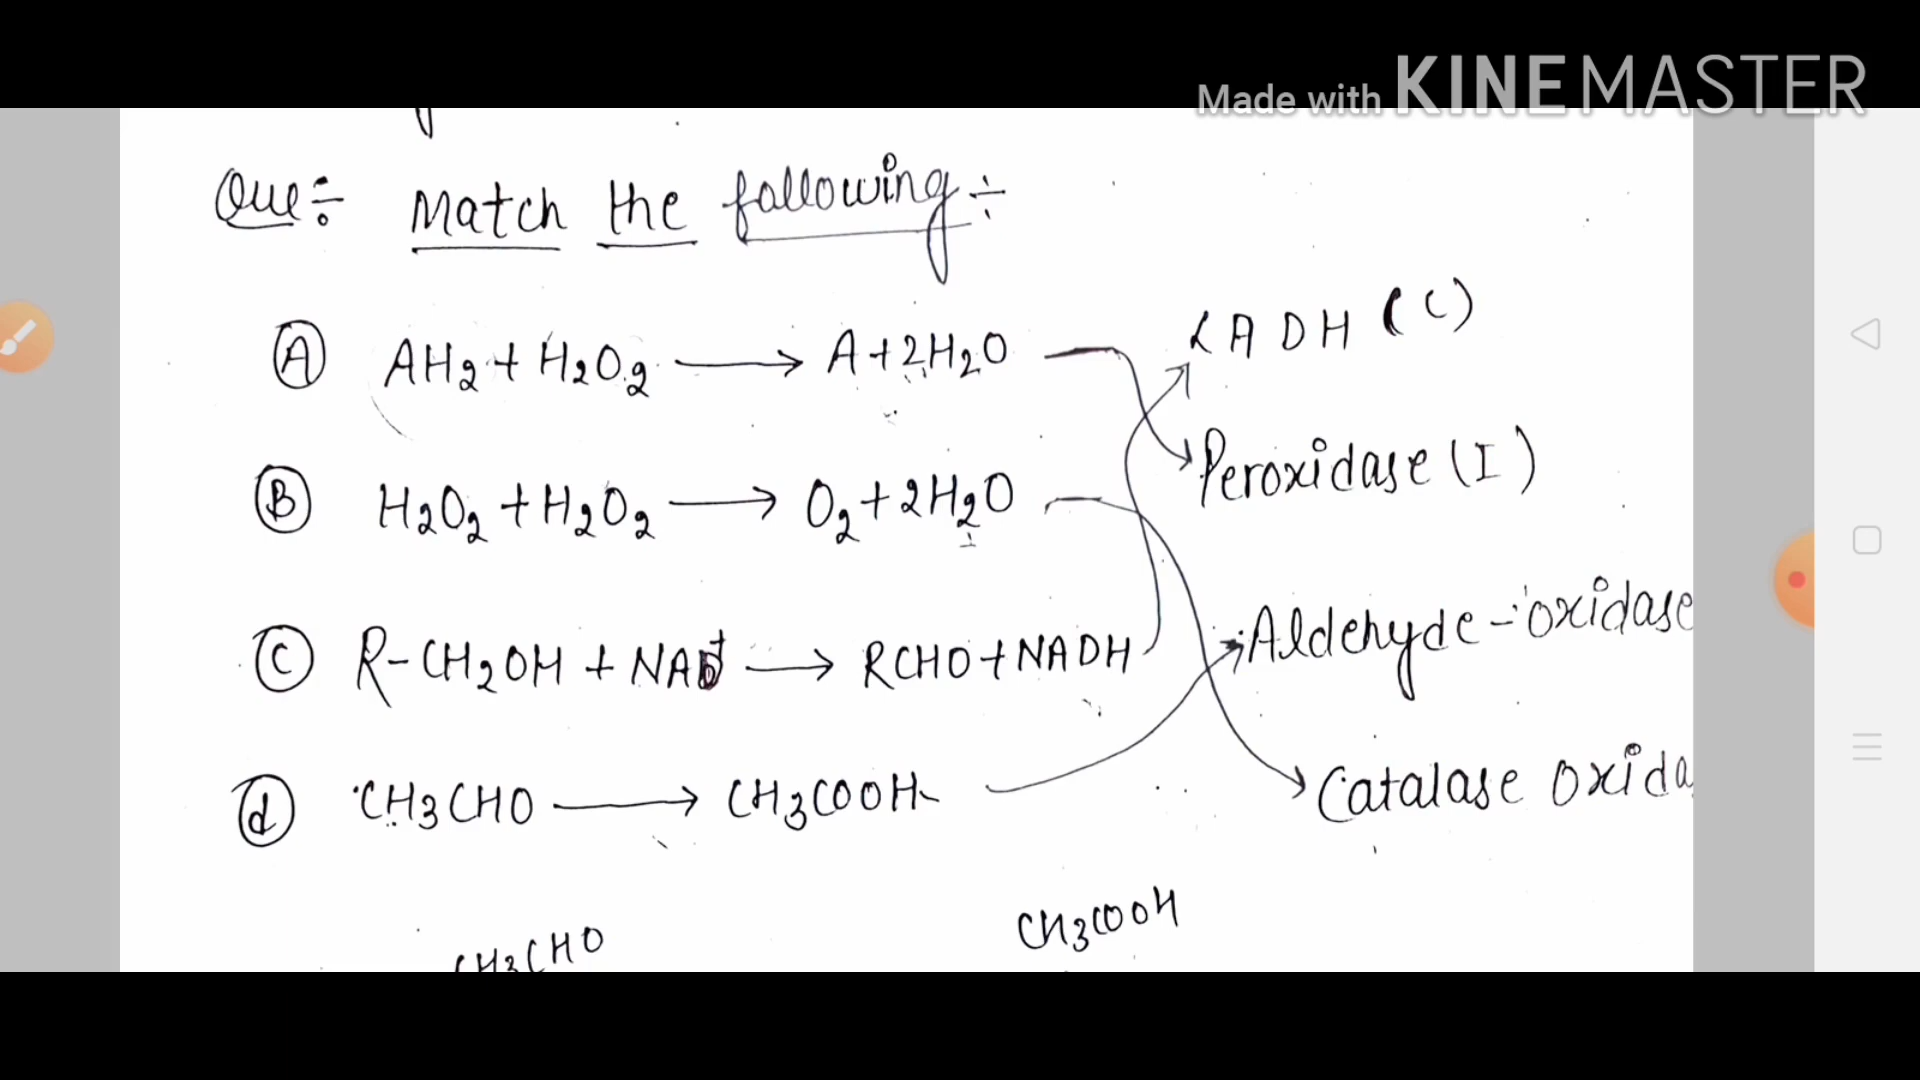 Made with KINEMASTER
Que÷ Match the following÷
(A) AH2 + H2O2 → A + 2H2O
LADH (C)
Peroxidase (I)
(B) H2O2 + H2O2 → O2 + 2H2O
(C) R-CH2OH + NAD+ → RCHO + NADH
Aldehyde-oxidase
(d) CH3CHO → CH3COOH
Catalase oxida
CH3CHO
CH3COOH